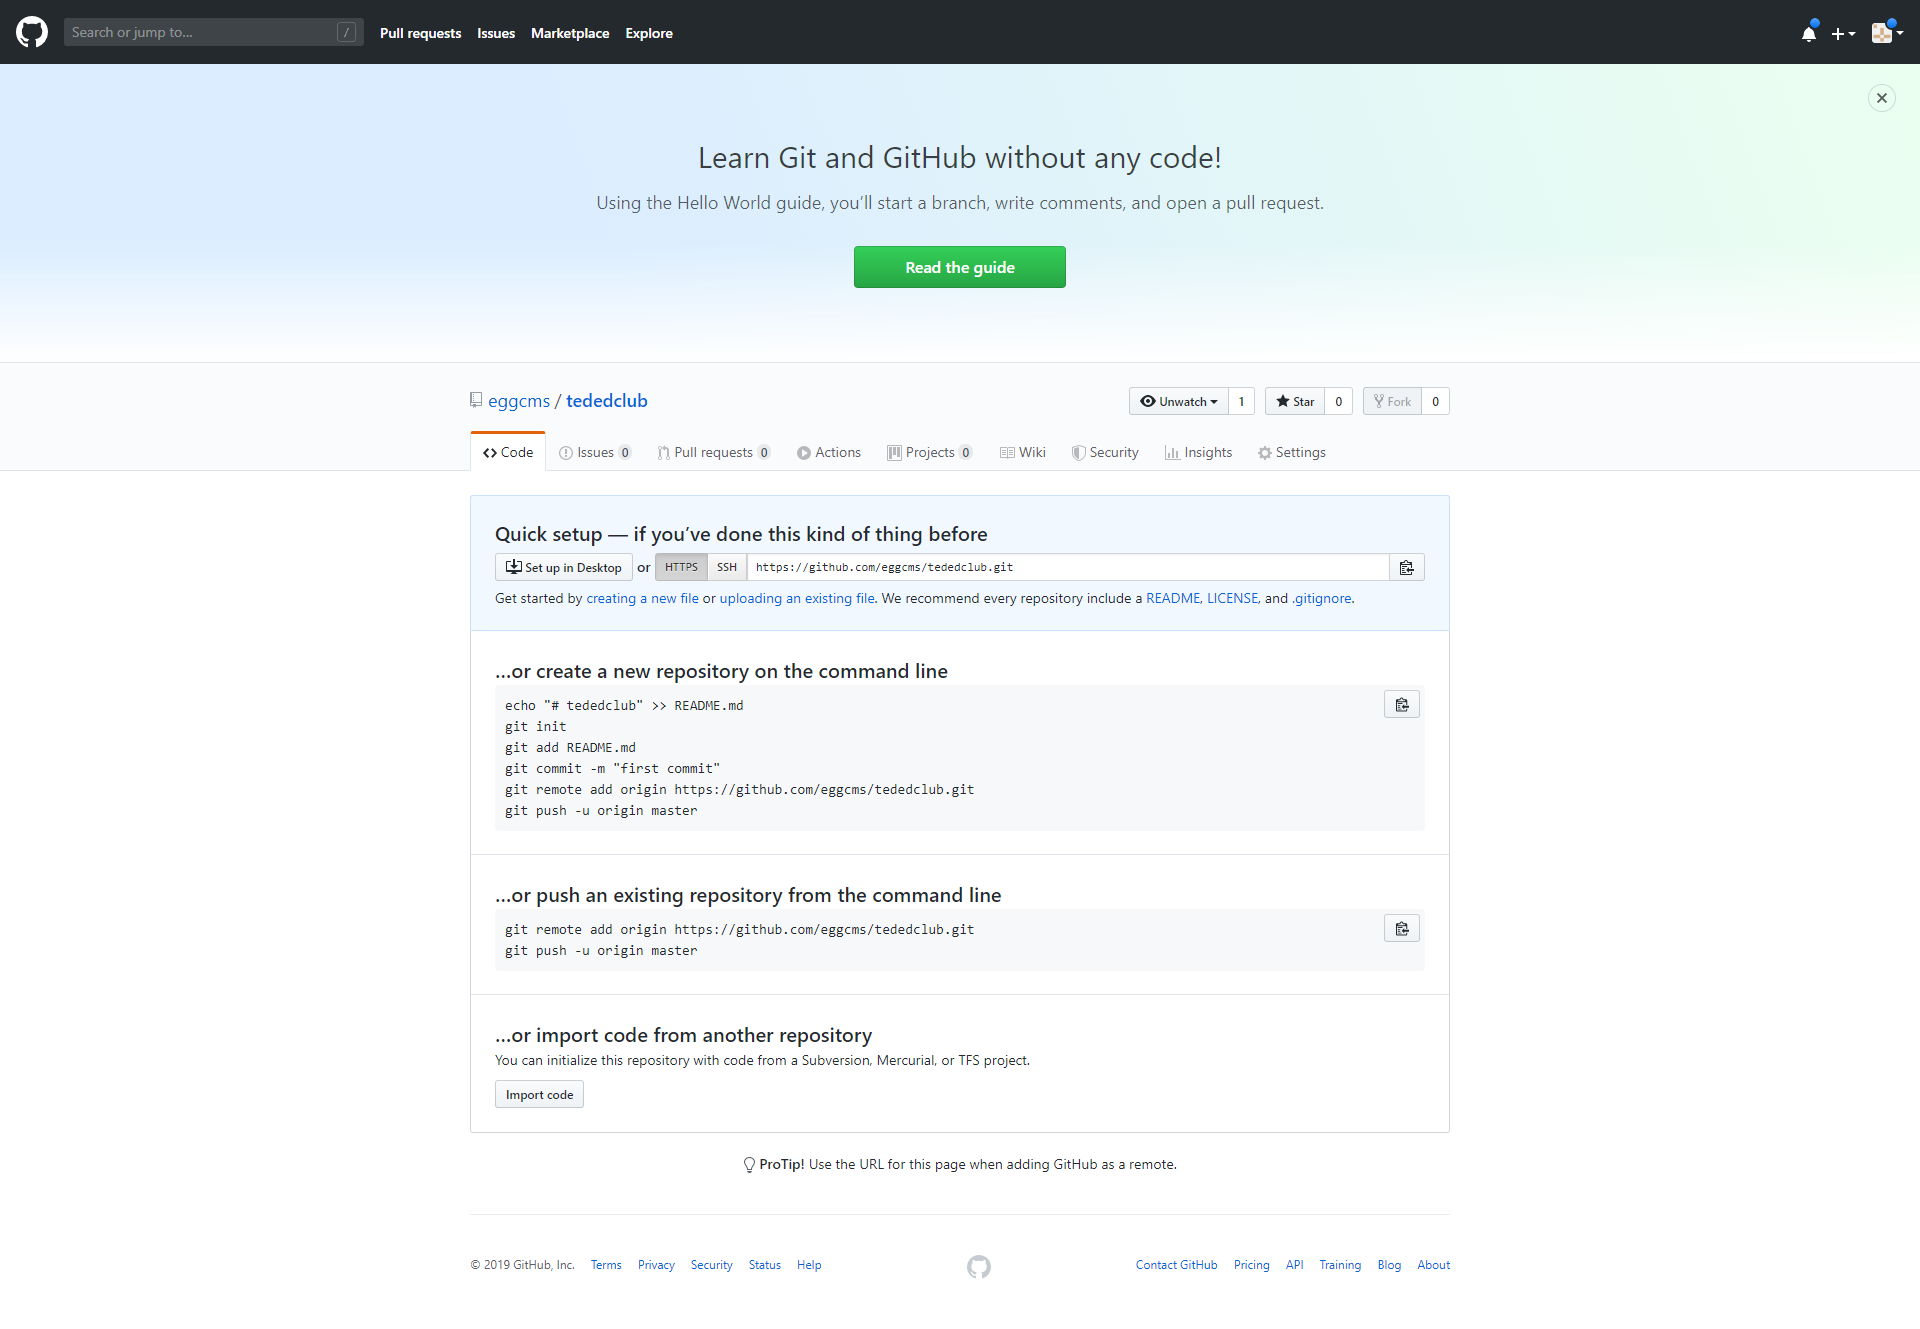 Search or jump to... / Pull requests Issues Marketplace Explore
Learn Git and GitHub without any code!
Using the Hello World guide, you’ll start a branch, write comments, and open a pull request.
Read the guide
eggcms / tededclub Unwatch 1 Star 0 Fork 0
Code Issues 0 Pull requests 0 Actions Projects 0 Wiki Security Insights Settings
Quick setup — if you’ve done this kind of thing before
Set up in Desktop or HTTPS SSH https://github.com/eggcms/tededclub.git
Get started by creating a new file or uploading an existing file. We recommend every repository include a README, LICENSE, and .gitignore.
…or create a new repository on the command line
echo "# tededclub" >> README.md
git init
git add README.md
git commit -m "first commit"
git remote add origin https://github.com/eggcms/tededclub.git
git push -u origin master
…or push an existing repository from the command line
git remote add origin https://github.com/eggcms/tededclub.git
git push -u origin master
…or import code from another repository
You can initialize this repository with code from a Subversion, Mercurial, or TFS project.
Import code
ProTip! Use the URL for this page when adding GitHub as a remote.
© 2019 GitHub, Inc. Terms Privacy Security Status Help Contact GitHub Pricing API Training Blog About